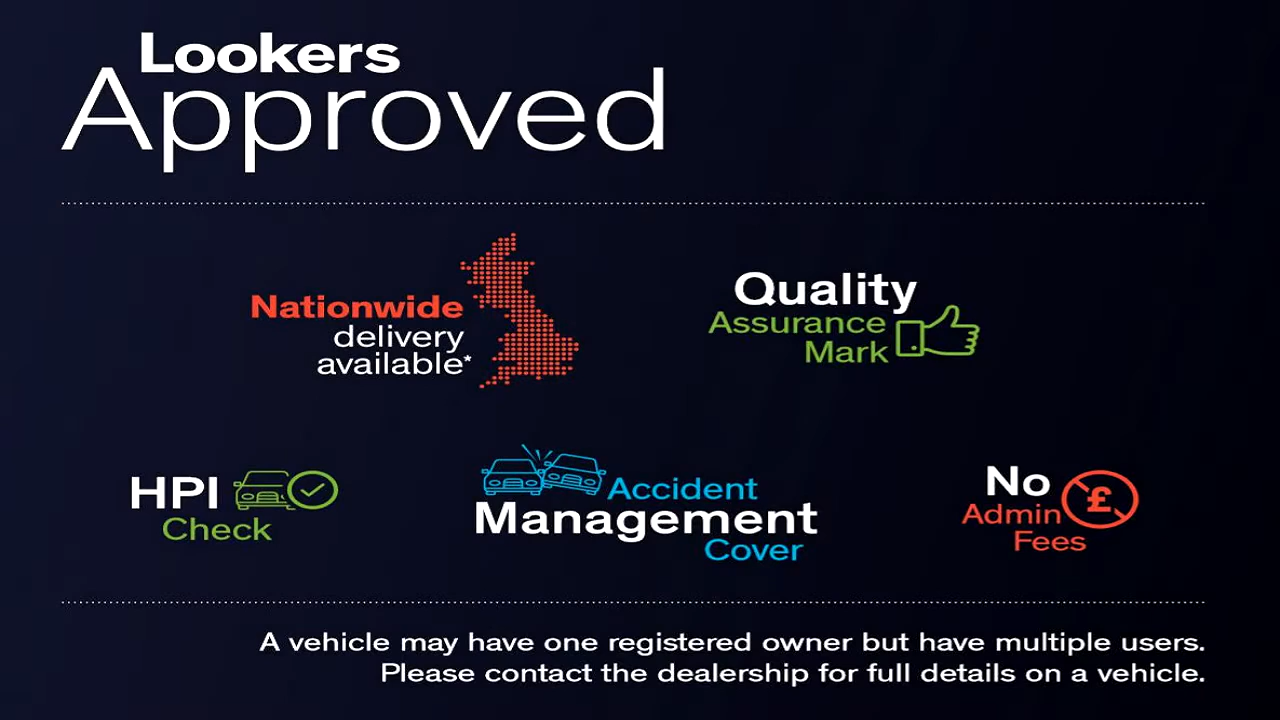 Lookers
Approved
Nationwide
delivery
available*
Quality
Assurance
Mark
HPI
Check
Accident
Management
Cover
No
Admin
£
Fees
A vehicle may have one registered owner but have multiple users.
Please contact the dealership for full details on a vehicle.